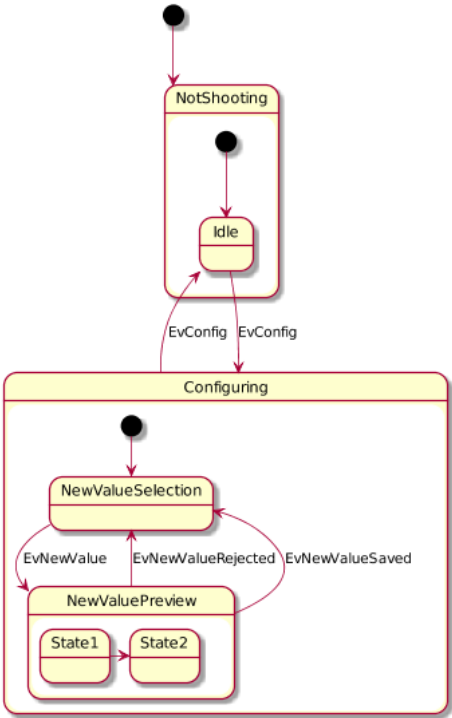 NotShooting
Idle
EvConfig EvConfig
Configuring
NewValueSelection
EvNewValue EvNewValueRejected EvNewValueSaved
NewValuePreview
State1 State2